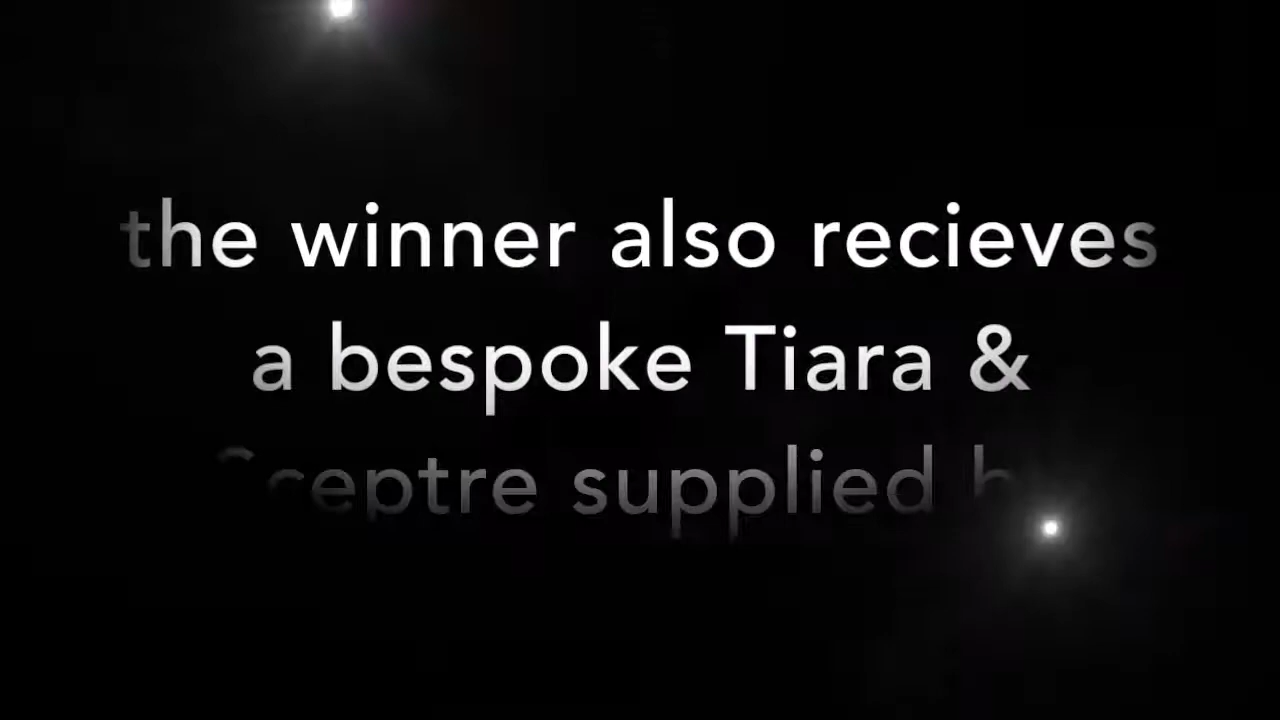 the winner also recieves
a bespoke Tiara &
Sceptre supplied